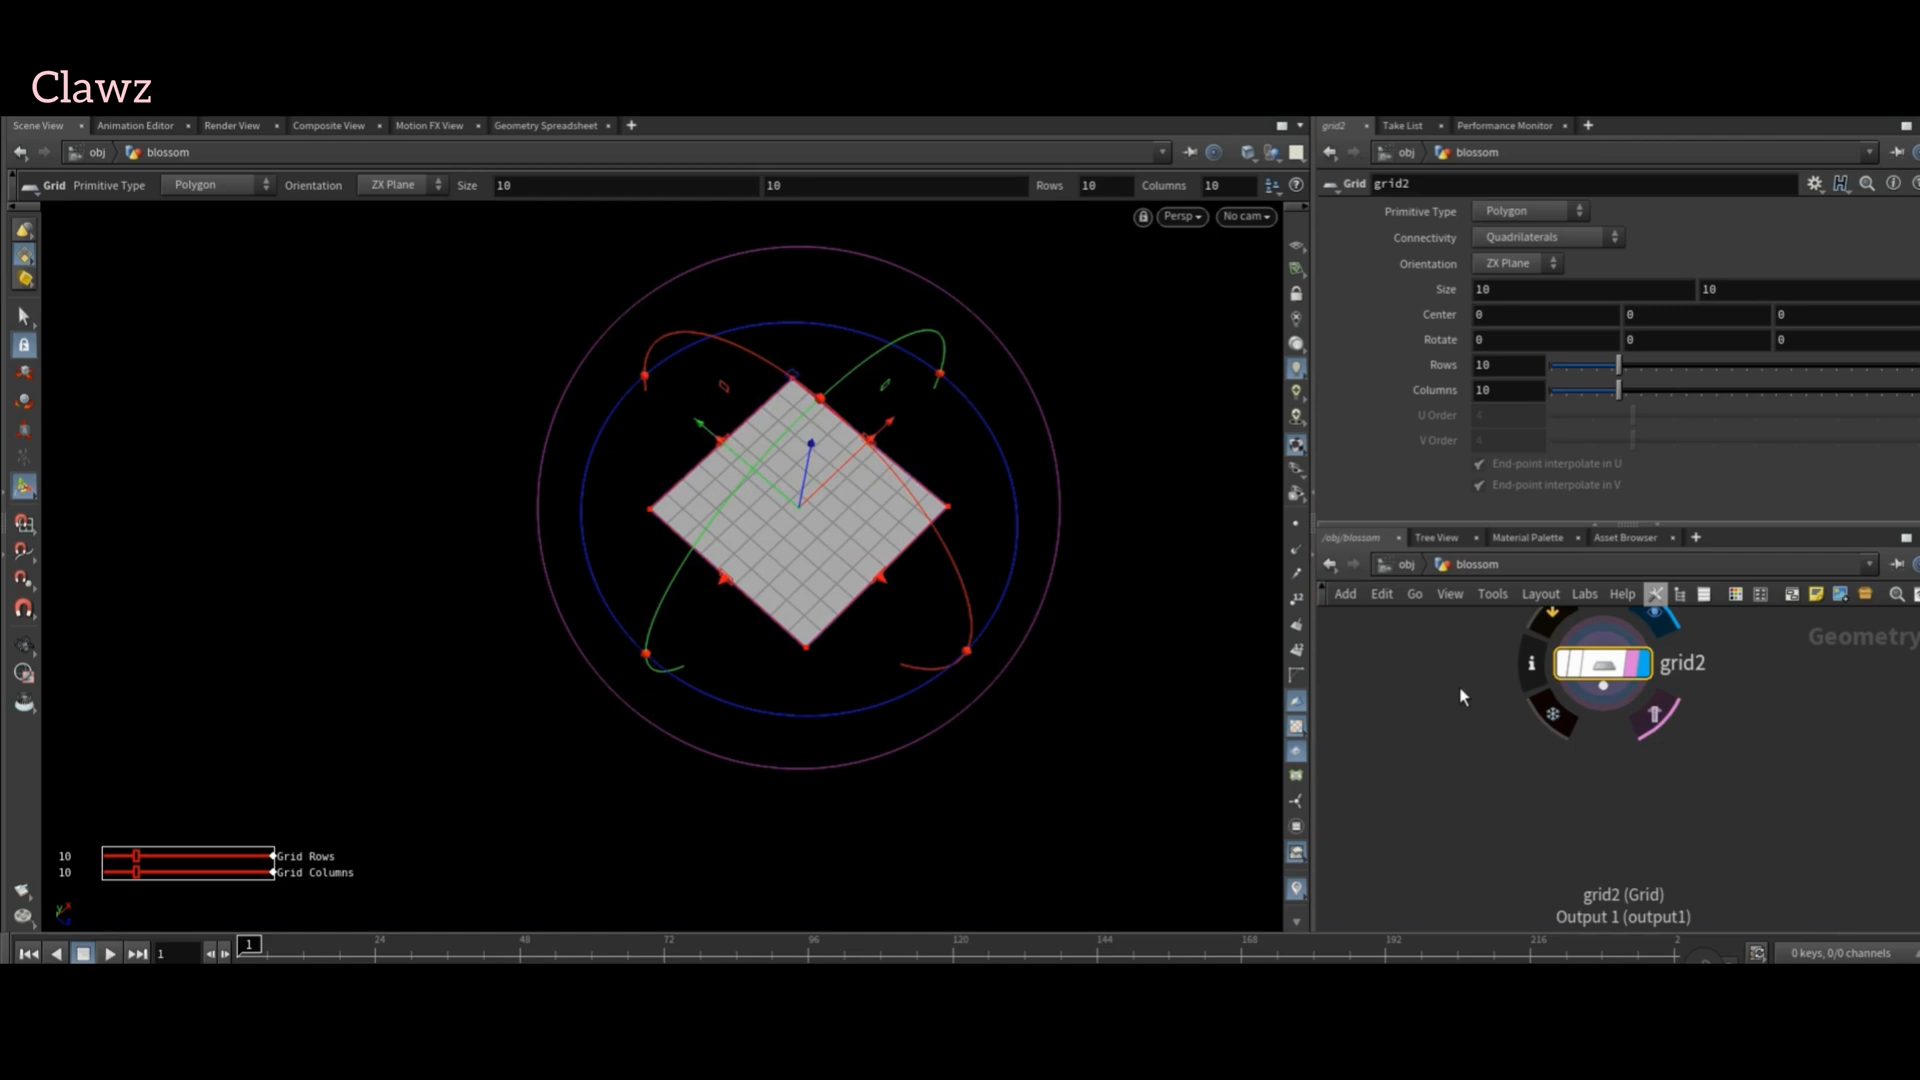 Clawz
Scene View Animation Editor Render View Composite View Motion FX View Geometry Spreadsheet
obj blossom
Grid Primitive Type Polygon Orientation ZX Plane Size 10 10 Rows 10 Columns 10
Persp No cam
10 Grid Rows
10 Grid Columns
grid2 Take List Performance Monitor
obj blossom
Grid grid2
Primitive Type Polygon
Connectivity Quadrilaterals
Orientation ZX Plane
Size 10 10
Center 0 0 0
Rotate 0 0 0
Rows 10
Columns 10
U Order 4
V Order 4
End-point interpolate in U
End-point interpolate in V
/obj/blossom Tree View Material Palette Asset Browser
obj blossom
Add Edit Go View Tools Layout Labs Help
Geometry
grid2
grid2 (Grid)
Output 1 (output1)
1 1 24 48 72 96 120 144 168 192 216 2
0 keys, 0/0 channels